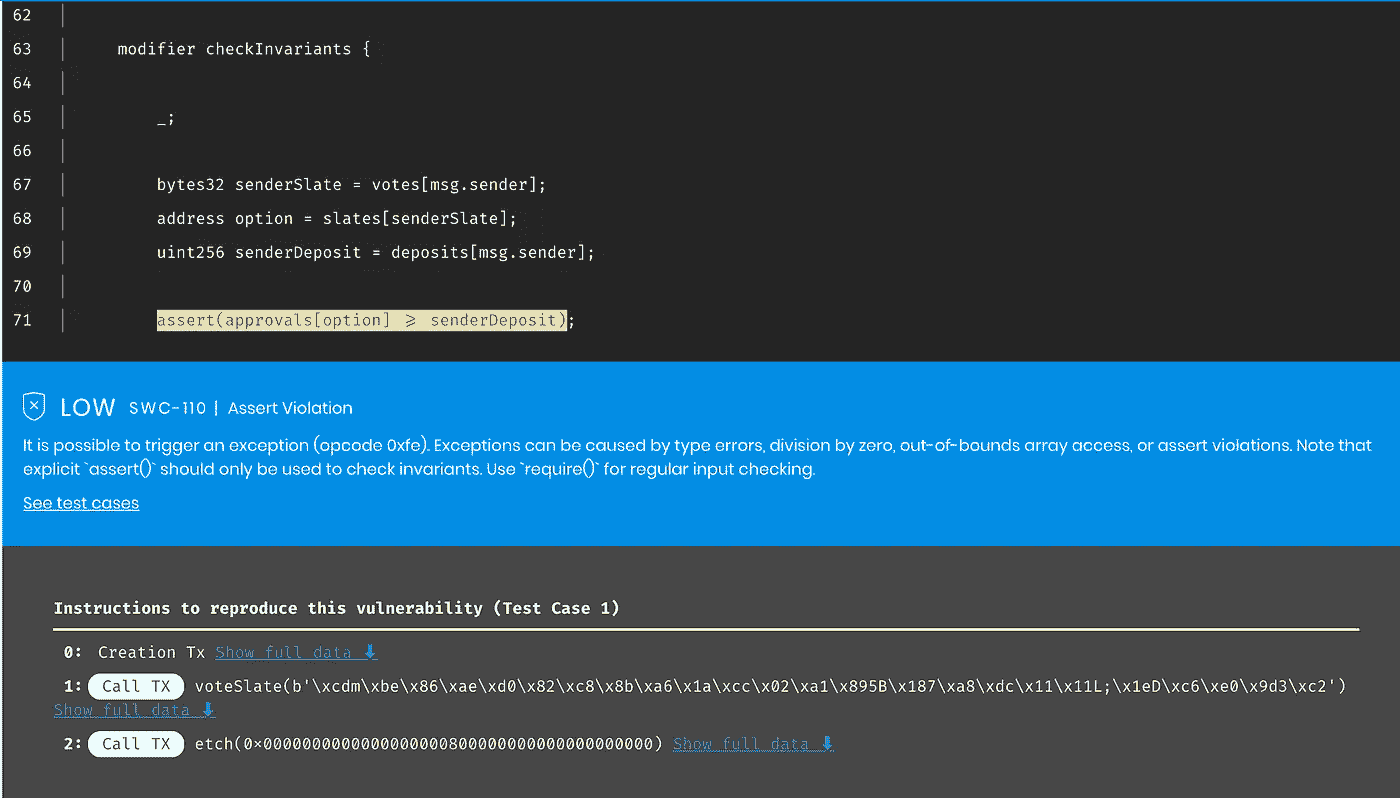 62 |
63 | modifier checkInvariants {
64 |
65 | _;
66 |
67 | bytes32 senderSlate = votes[msg.sender];
68 | address option = slates[senderSlate];
69 | uint256 senderDeposit = deposits[msg.sender];
70 |
71 | assert(approvals[option] ⩾ senderDeposit);
LOW SWC-110 | Assert Violation
It is possible to trigger an exception (opcode 0xfe). Exceptions can be caused by type errors, division by zero, out-of-bounds array access, or assert violations. Note that
explicit `assert()` should only be used to check invariants. Use `require()` for regular input checking.
See test cases
Instructions to reproduce this vulnerability (Test Case 1)
0: Creation Tx Show full data ⬇
1: Call TX voteSlate(b'\xcdm\xbe\x86\xae\xd0\x82\xc8\x8b\xa6\x1a\xcc\x02\xa1\x895B\x187\xa8\xdc\x11\x11L;\x1eD\xc6\xe0\x9d3\xc2')
Show full data ⬇
2: Call TX etch(0×0000000000000000000800000000000000000000) Show full data ⬇